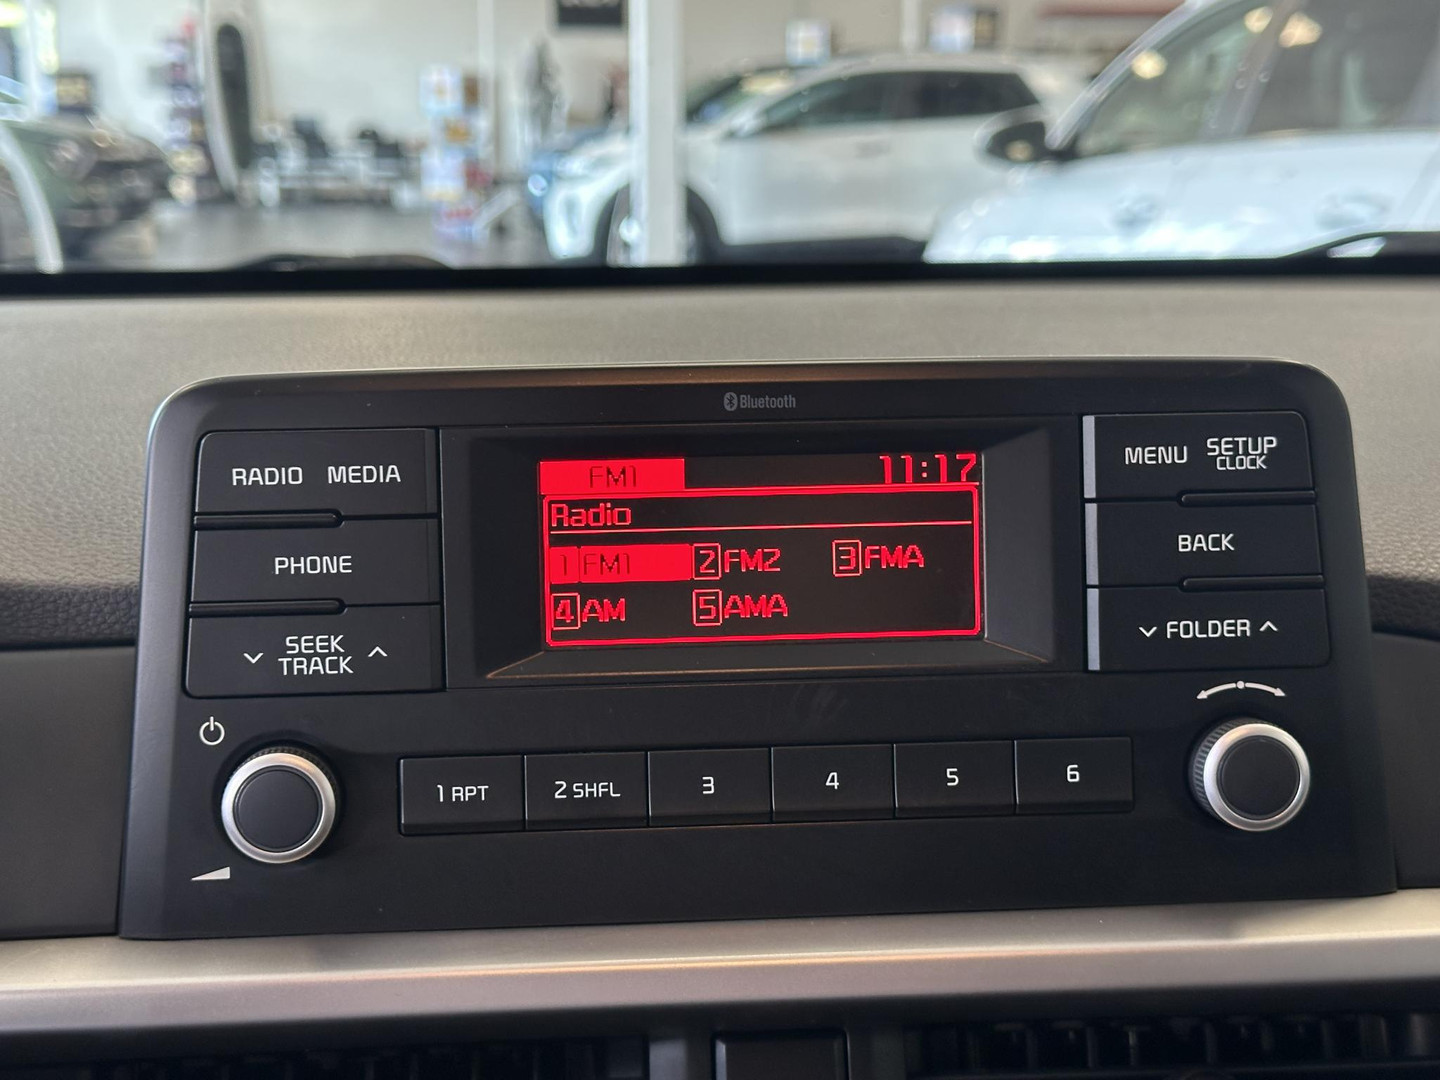 Bluetooth
RADIO MEDIA
PHONE
SEEK
TRACK
FM1 11:17
Radio
1 FM1 2 FM2 3 FMA
4 AM 5 AMA
MENU SETUP
CLOCK
BACK
FOLDER
1 RPT 2 SHFL 3 4 5 6